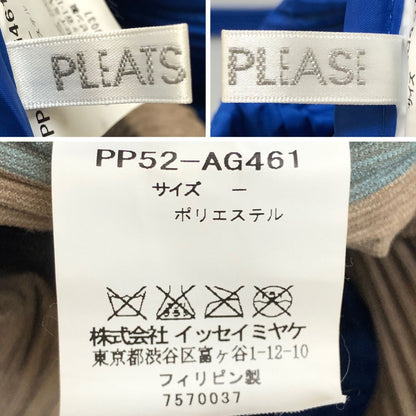 PLEATS
PLEASE
PP52-AG461
サイズ －
ポリエステル
株式会社 イッセイミヤケ
東京都渋谷区富ヶ谷1-12-10
フィリピン製
7570037